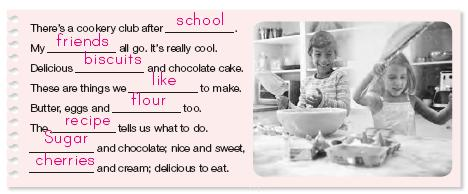 There's a cookery club after school.
My friends all go. It's really cool.
Delicious biscuits and chocolate cake.
These are things we like to make.
Butter, eggs and flour too.
The recipe tells us what to do.
Sugar and chocolate; nice and sweet,
cherries and cream; delicious to eat.